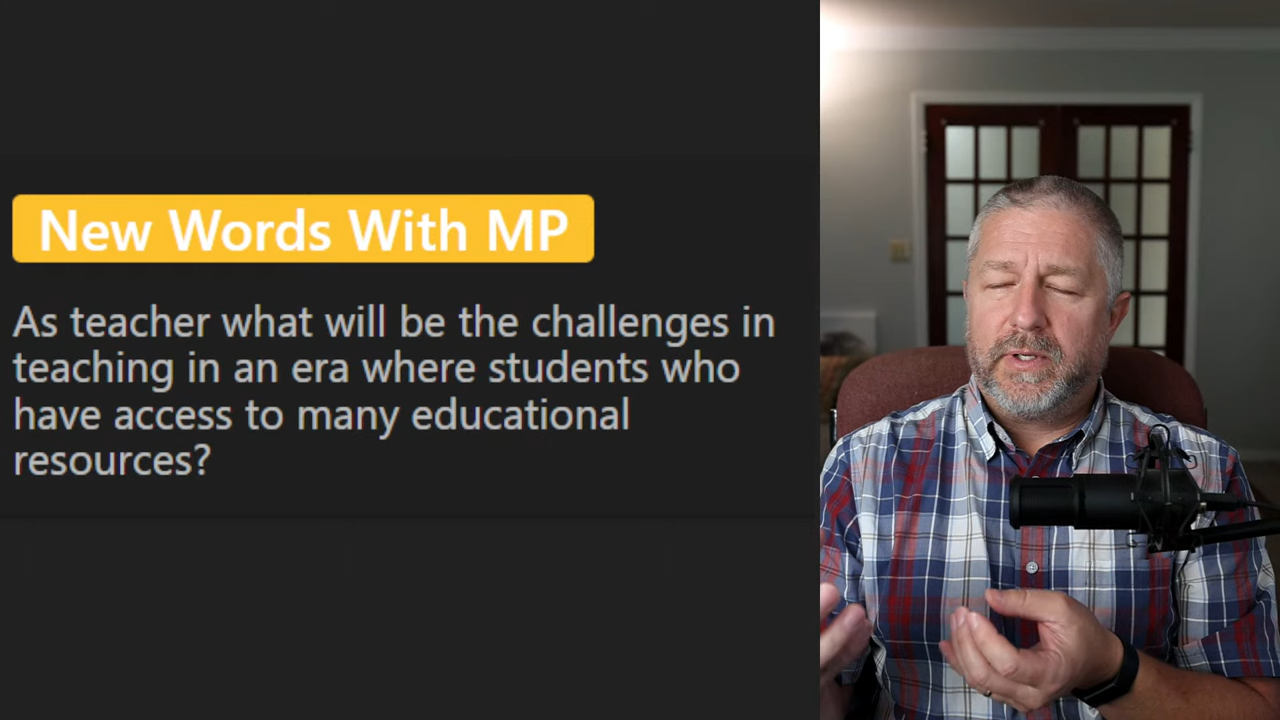 New Words With MP
As teacher what will be the challenges in
teaching in an era where students who
have access to many educational
resources?